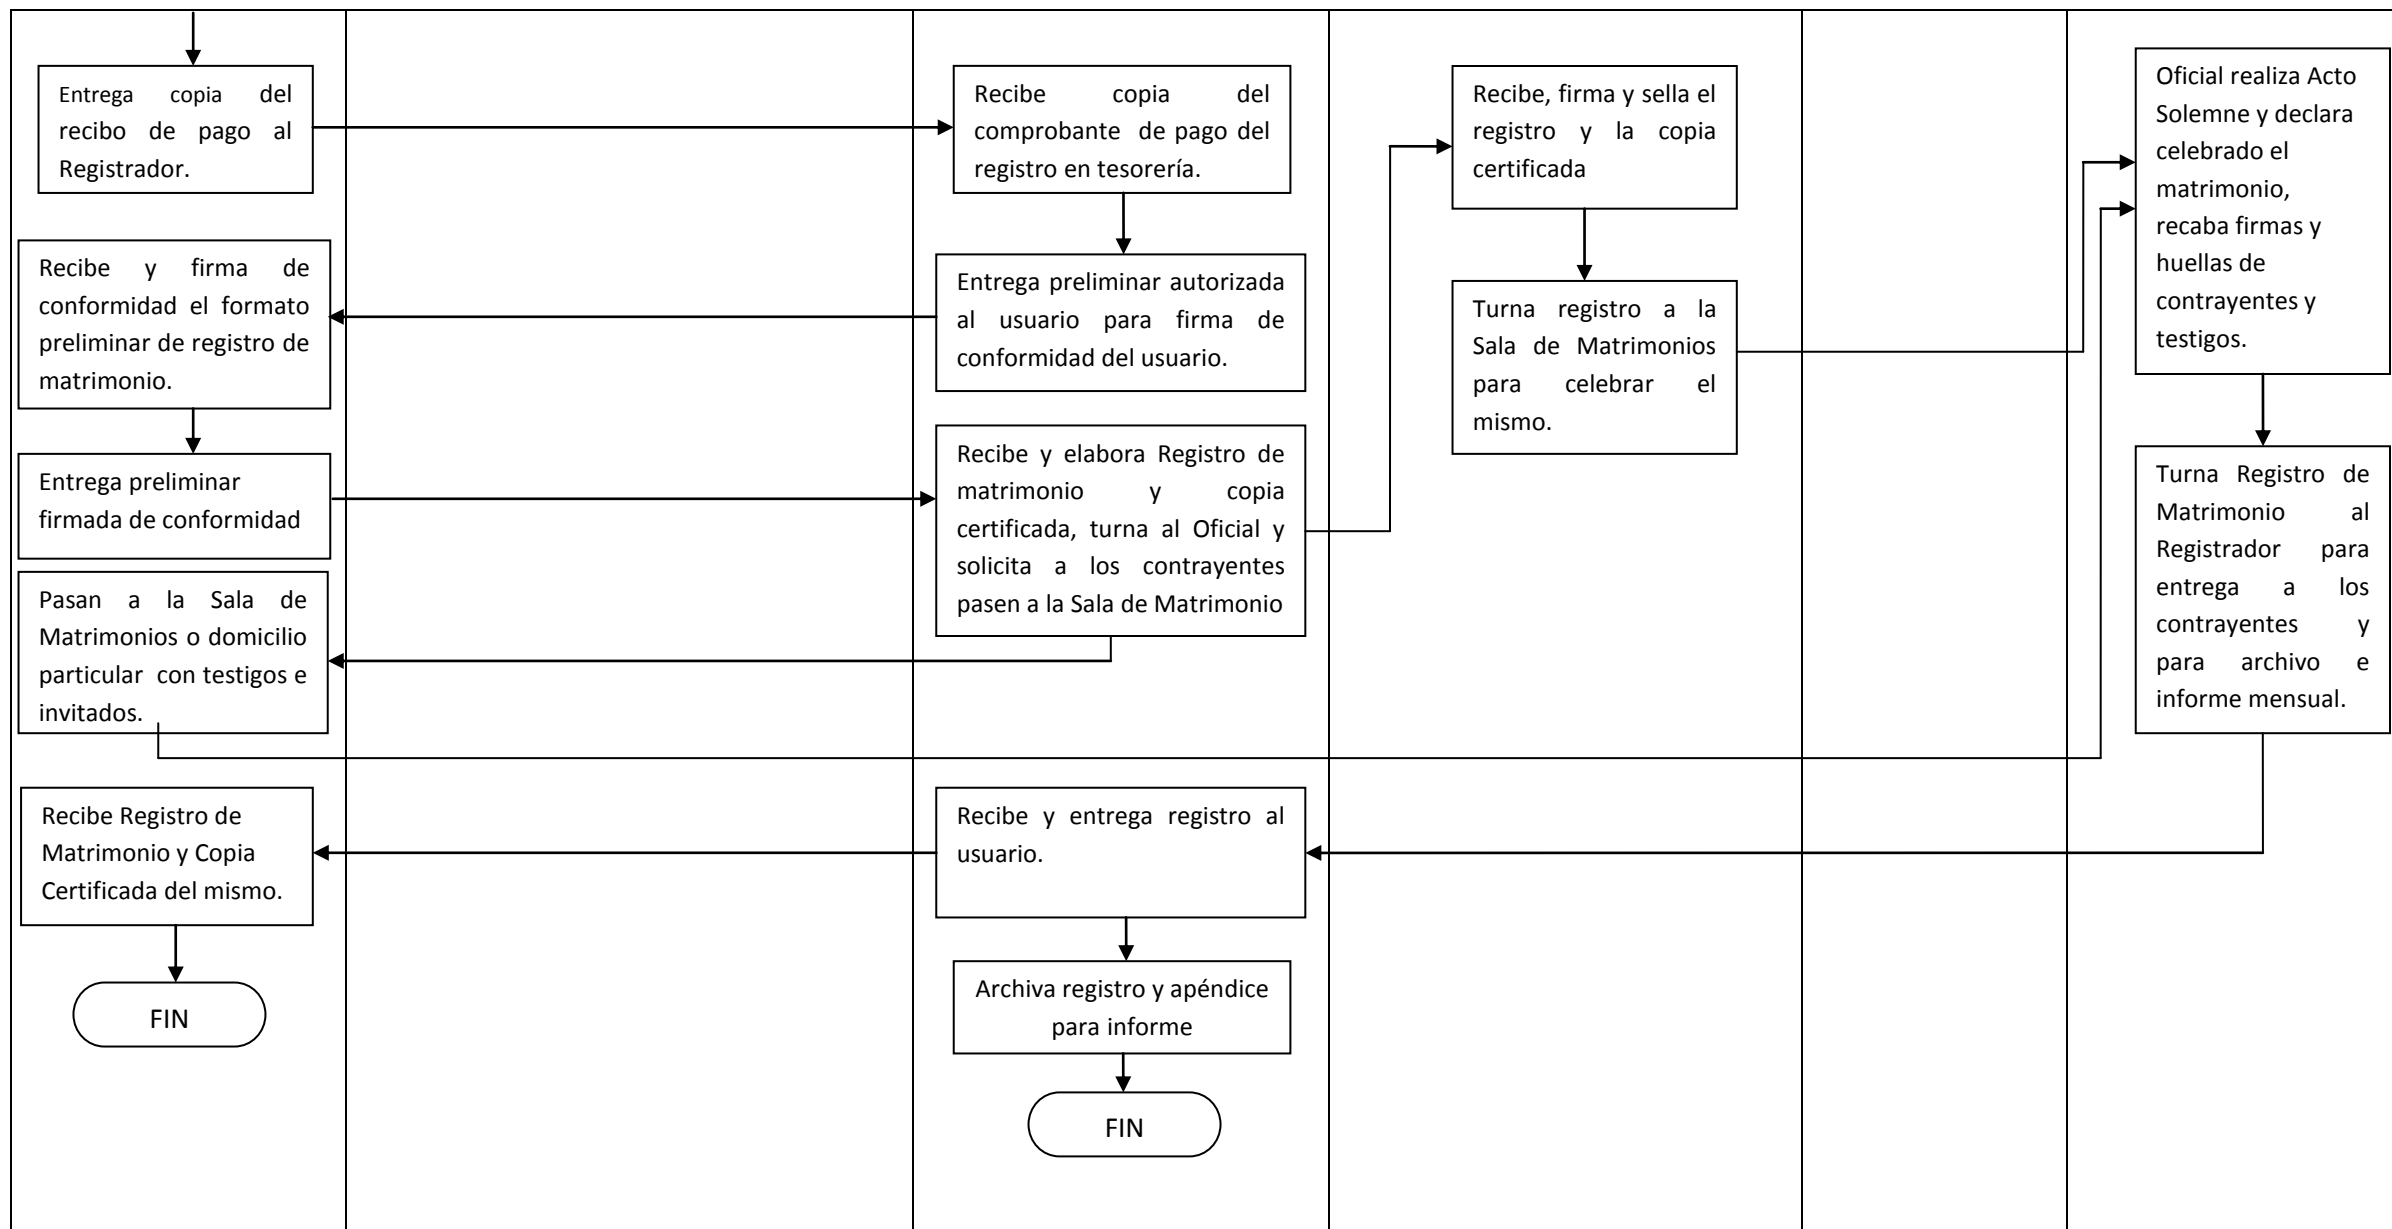 Entrega copia del
recibo de pago al
Registrador.
Recibe copia del
comprobante de pago del
registro en tesorería.
Recibe, firma y sella el
registro y la copia
certificada
Oficial realiza Acto
Solemne y declara
celebrado el
matrimonio,
recaba firmas y
huellas de
contrayentes y
testigos.
Recibe y firma de
conformidad el formato
preliminar de registro de
matrimonio.
Entrega preliminar autorizada
al usuario para firma de
conformidad del usuario.
Turna registro a la
Sala de Matrimonios
para celebrar el
mismo.
Entrega preliminar
firmada de conformidad
Recibe y elabora Registro de
matrimonio y copia
certificada, turna al Oficial y
solicita a los contrayentes
pasen a la Sala de Matrimonio
Turna Registro de
Matrimonio al
Registrador para
entrega a los
contrayentes y
para archivo e
informe mensual.
Pasan a la Sala de
Matrimonios o domicilio
particular con testigos e
invitados.
Recibe Registro de
Matrimonio y Copia
Certificada del mismo.
Recibe y entrega registro al
usuario.
FIN
Archiva registro y apéndice
para informe
FIN